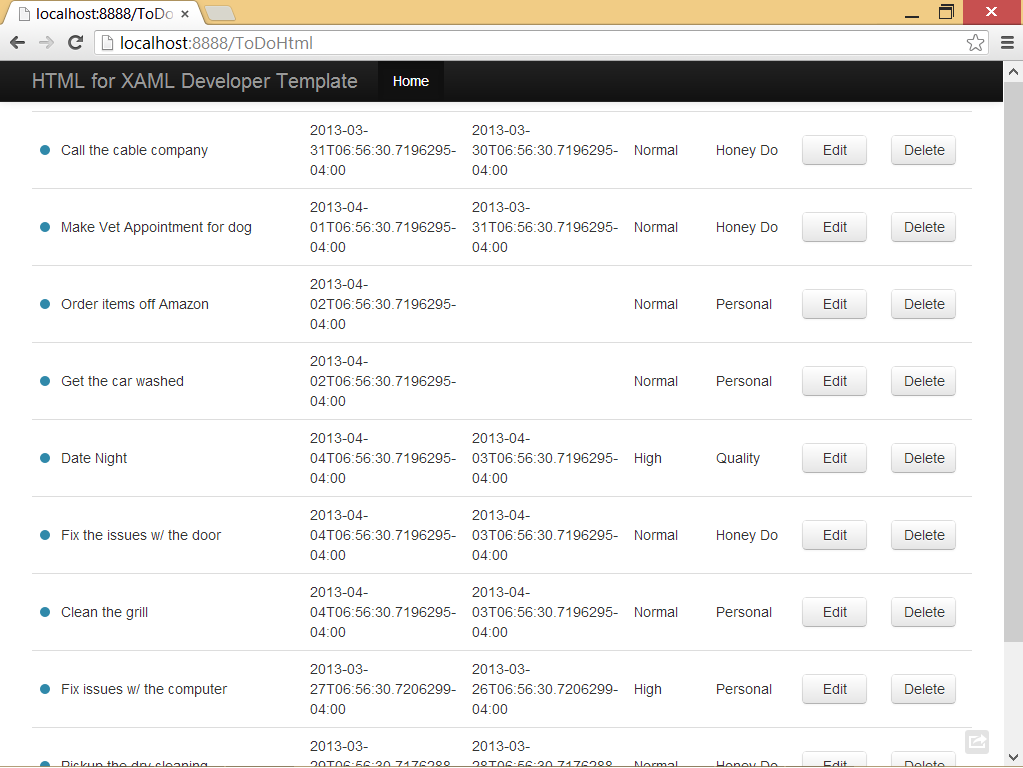 localhost:8888/ToDo
localhost:8888/ToDoHtml
HTML for XAML Developer Template Home
2013-03- 2013-03-
Call the cable company 31T06:56:30.7196295- 30T06:56:30.7196295- Normal Honey Do Edit Delete
04:00 04:00
2013-04- 2013-03-
Make Vet Appointment for dog 01T06:56:30.7196295- 31T06:56:30.7196295- Normal Honey Do Edit Delete
04:00 04:00
2013-04-
Order items off Amazon 02T06:56:30.7196295- Normal Personal Edit Delete
04:00
2013-04-
Get the car washed 02T06:56:30.7196295- Normal Personal Edit Delete
04:00
2013-04- 2013-04-
Date Night 04T06:56:30.7196295- 03T06:56:30.7196295- High Quality Edit Delete
04:00 04:00
2013-04- 2013-04-
Fix the issues w/ the door 04T06:56:30.7196295- 03T06:56:30.7196295- Normal Honey Do Edit Delete
04:00 04:00
2013-04- 2013-04-
Clean the grill 04T06:56:30.7196295- 03T06:56:30.7196295- Normal Personal Edit Delete
04:00 04:00
2013-03- 2013-03-
Fix issues w/ the computer 27T06:56:30.7206299- 26T06:56:30.7206299- High Personal Edit Delete
04:00 04:00
2013-03- 2013-03-
Pickup the dry cleaning 29T06:56:30.7176288- 28T06:56:30.7176288- Normal Honey Do Edit Delete